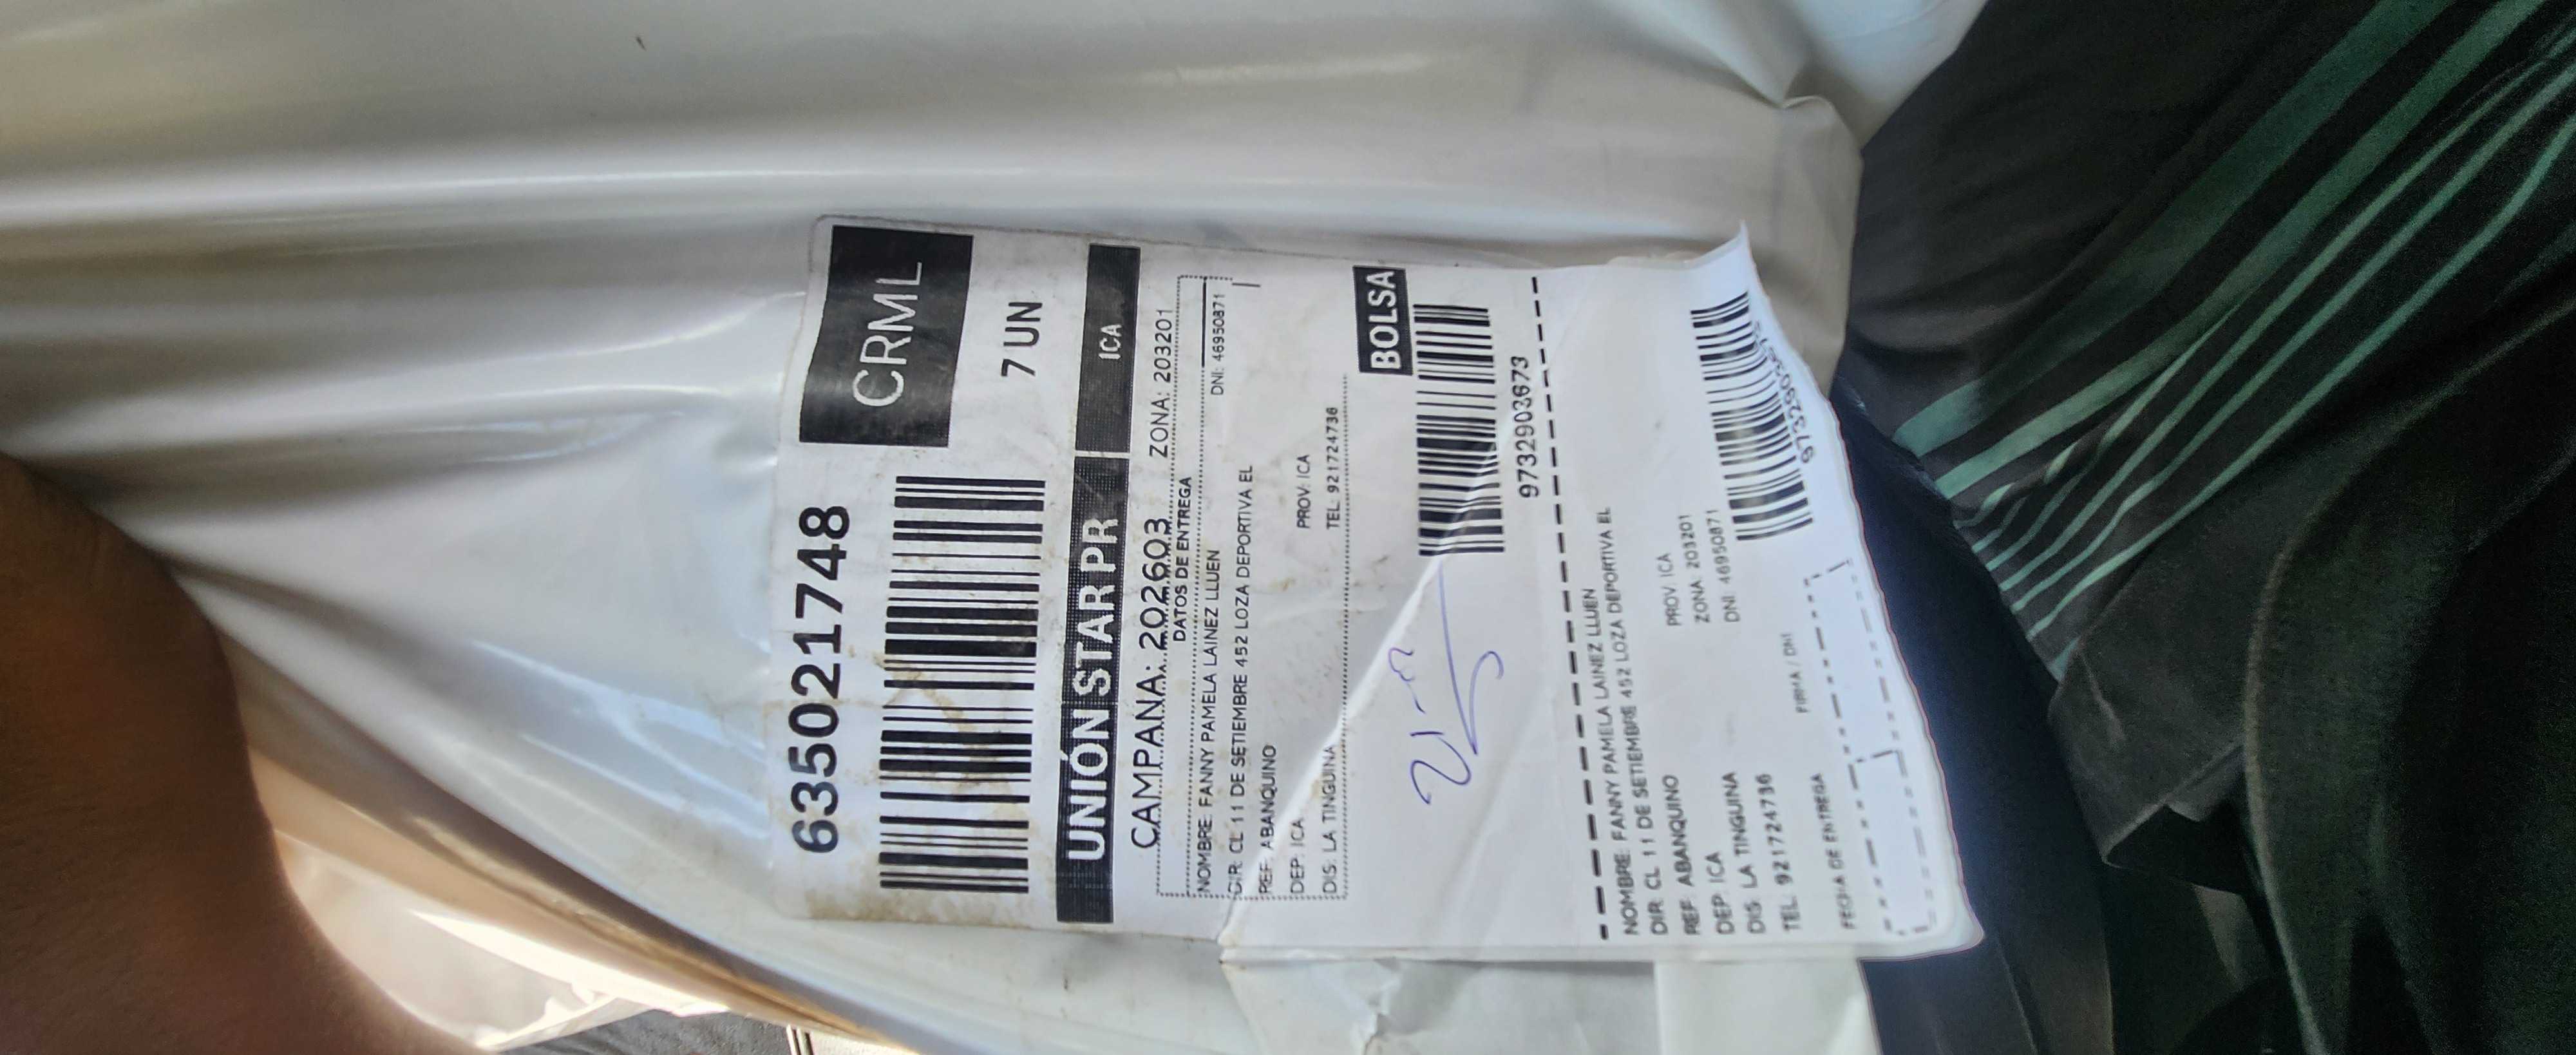 635021748
CRML
7 UN
UNIÓN STAR PR ICA
CAMPANA: 202603 ZONA: 203201
DATOS DE ENTREGA
NOMBRE: FANNY PAMELA LAINEZ LLUEN DNI: 46950871
DIR: CL 11 DE SETIEMBRE 452 LOZA DEPORTIVA EL
REF: ABANQUINO
DEP: ICA PROV: ICA
DIS: LA TINGUINA TEL: 921724736
BOLSA
9732903673
NOMBRE: FANNY PAMELA LAINEZ LLUEN
DIR: CL 11 DE SETIEMBRE 452 LOZA DEPORTIVA EL
REF: ABANQUINO
DEP: ICA PROV: ICA
DIS: LA TINGUINA ZONA: 203201
TEL: 921724736 DNI: 46950871
FECHA DE ENTREGA FIRMA / DNI